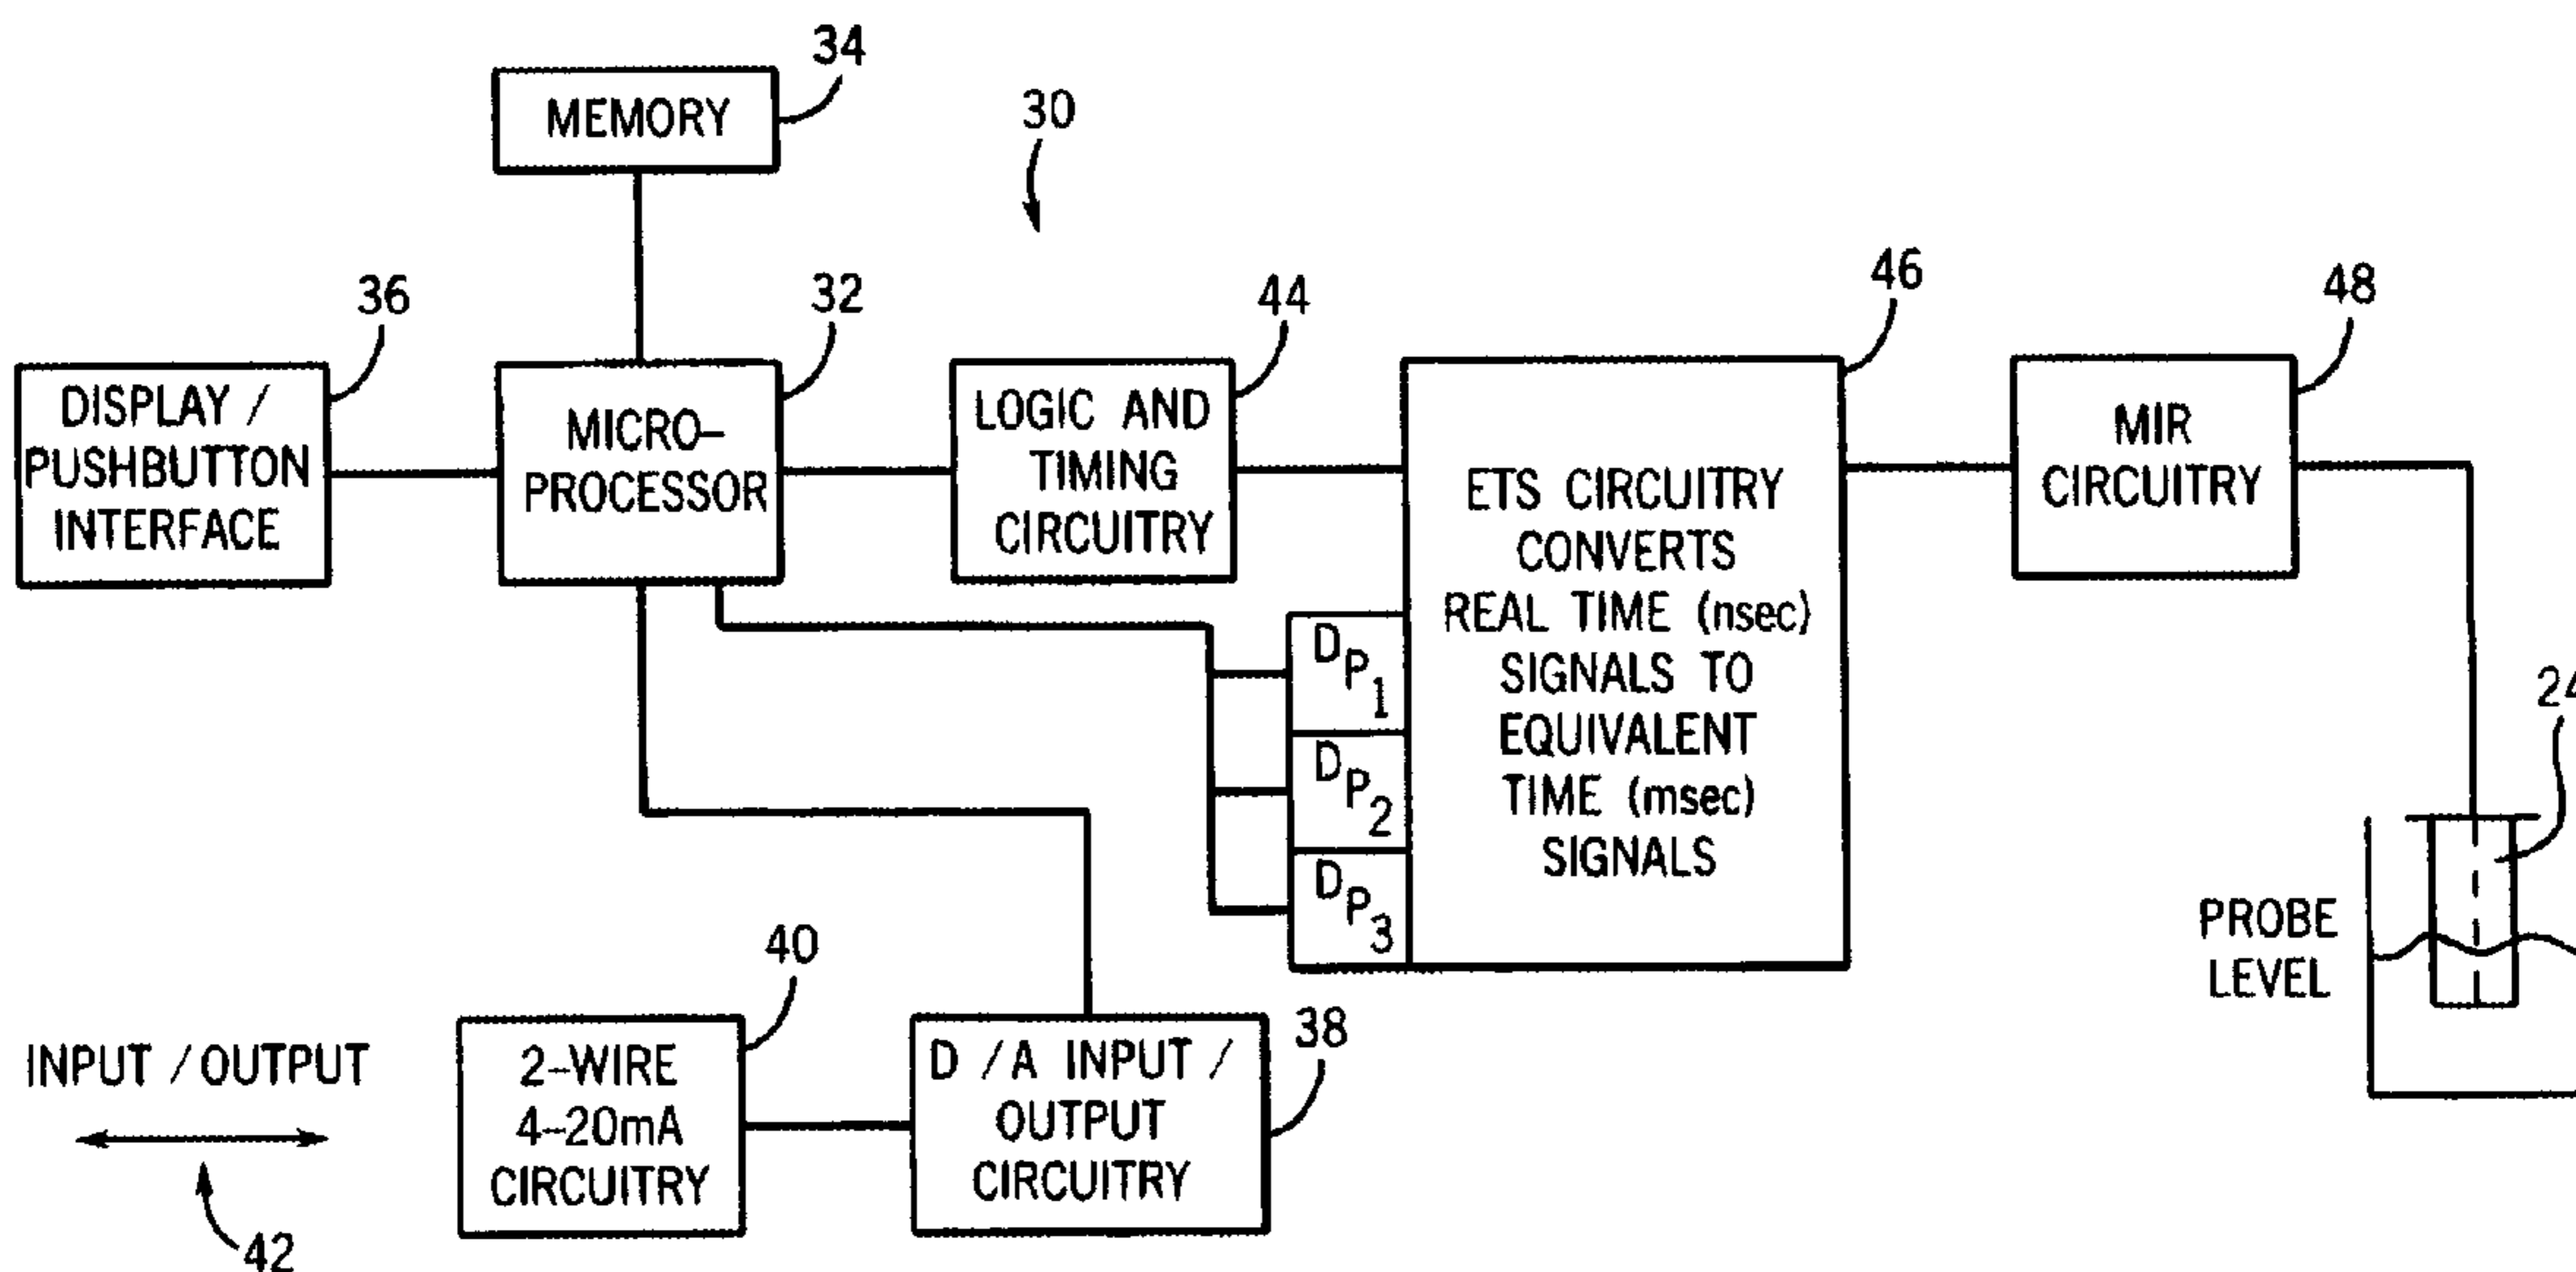 34
MEMORY
30
36
32
44
46
48
DISPLAY /
PUSHBUTTON
INTERFACE
MICRO–
PROCESSOR
LOGIC AND
TIMING
CIRCUITRY
ETS CIRCUITRY
CONVERTS
REAL TIME (nsec)
SIGNALS TO
EQUIVALENT
TIME (msec)
SIGNALS
MIR
CIRCUITRY
DP1
DP2
DP3
24
PROBE
LEVEL
40
38
INPUT / OUTPUT
42
2–WIRE
4–20mA
CIRCUITRY
D / A INPUT /
OUTPUT
CIRCUITRY